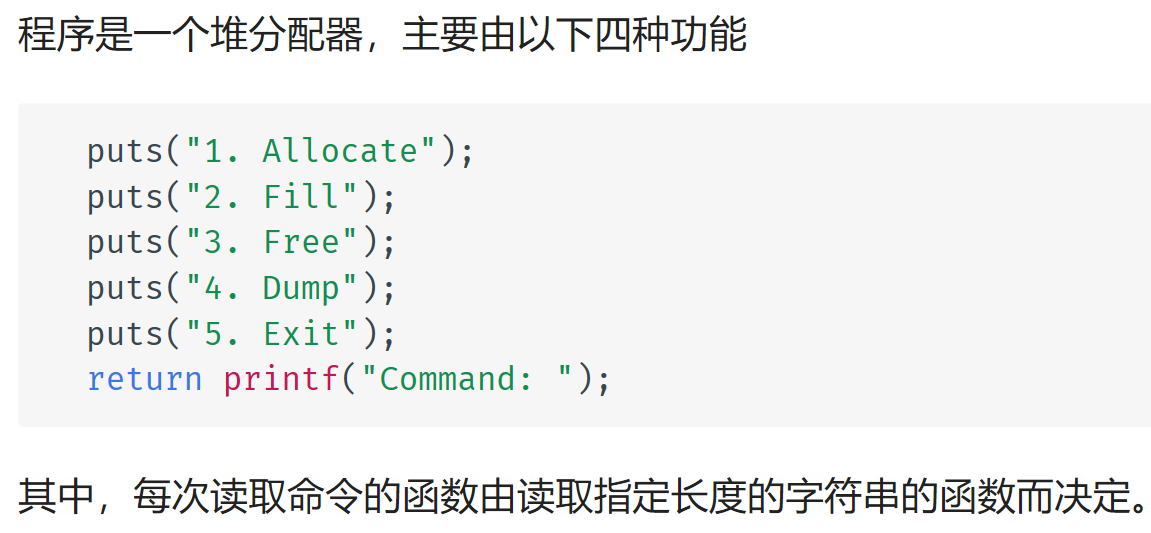 程序是一个堆分配器，主要由以下四种功能
puts("1. Allocate");
puts("2. Fill");
puts("3. Free");
puts("4. Dump");
puts("5. Exit");
return printf("Command: ");
其中，每次读取命令的函数由读取指定长度的字符串的函数而决定。